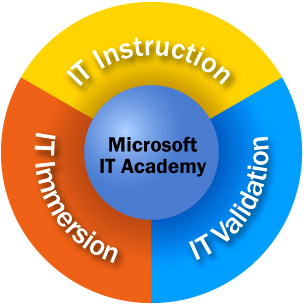 IT Instruction
Microsoft
IT Academy
IT Immersion
IT Validation